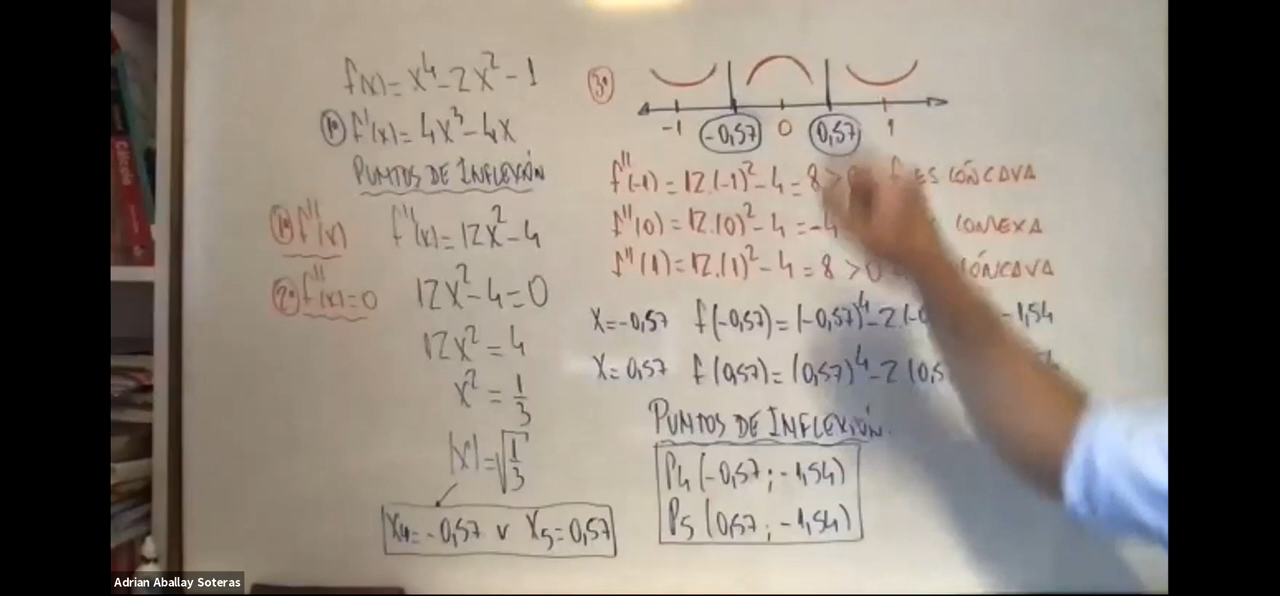 f(x) = x⁴ - 2x² - 1
1º f'(x) = 4x³ - 4x
PUNTOS DE INFLEXIÓN
1º f''(x) f''(x) = 12x² - 4
2º f''(x) = 0 12x² - 4 = 0
12x² = 4
x² = 1/3
|x| = √(1/3)
X₄ = -0,57 v X₅ = 0,57
3º
-1 -0,57 0 0,57 1
f''(-1) = 12.(-1)² - 4 = 8 > ES CÓNCAVA
f''(0) = 12.(0)² - 4 = -4 CONVEXA
f''(1) = 12.(1)² - 4 = 8 > 0 CÓNCAVA
X = -0,57 f(-0,57) = (-0,57)⁴ - 2(-0 - 1,54
X = 0,57 f(0,57) = (0,57)⁴ - 2(0,5
PUNTOS DE INFLEXIÓN.
P₄ (-0,57 ; -1,54)
P₅ (0,57 ; -1,54)
Adrian Aballay Soteras